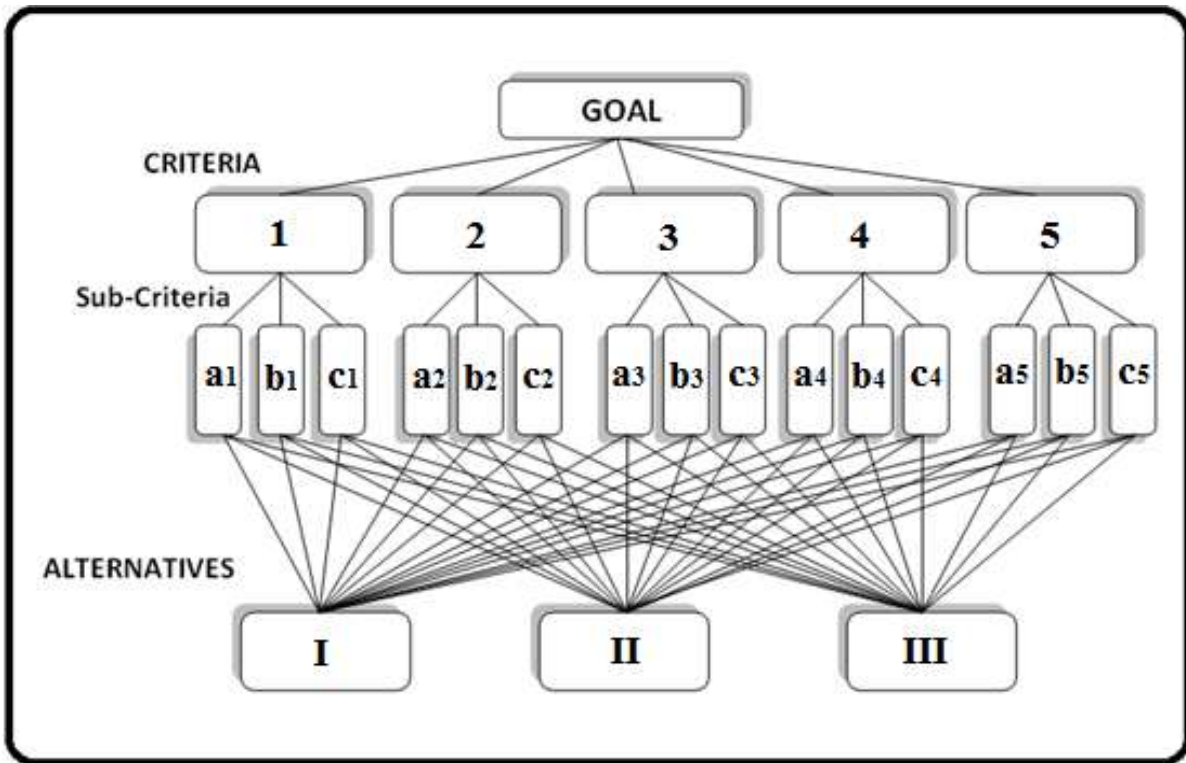 GOAL
CRITERIA
1 2 3 4 5
Sub-Criteria
a1 b1 c1 a2 b2 c2 a3 b3 c3 a4 b4 c4 a5 b5 c5
ALTERNATIVES
I II III